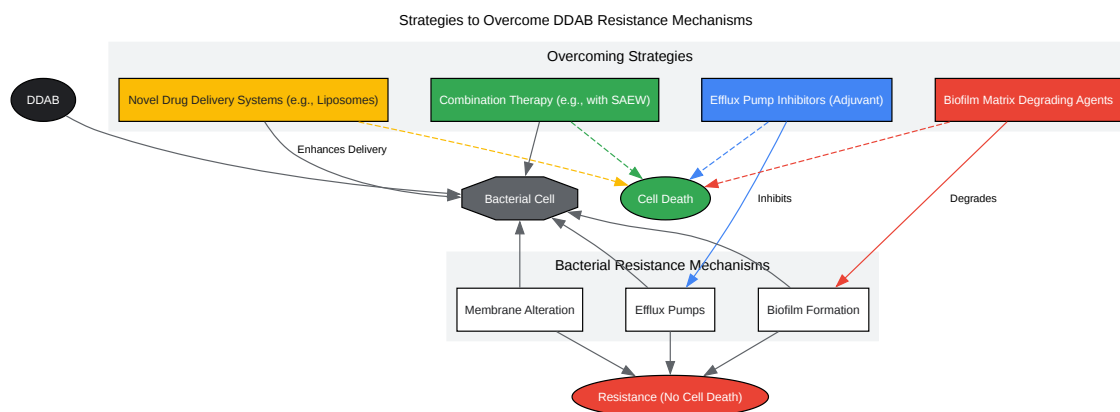 Strategies to Overcome DDAB Resistance Mechanisms
Overcoming Strategies
DDAB
Novel Drug Delivery Systems (e.g., Liposomes)
Combination Therapy (e.g., with SAEW)
Efflux Pump Inhibitors (Adjuvant)
Biofilm Matrix Degrading Agents
Enhances Delivery
Bacterial Cell
Cell Death
Inhibits
Degrades
Bacterial Resistance Mechanisms
Membrane Alteration
Efflux Pumps
Biofilm Formation
Resistance (No Cell Death)